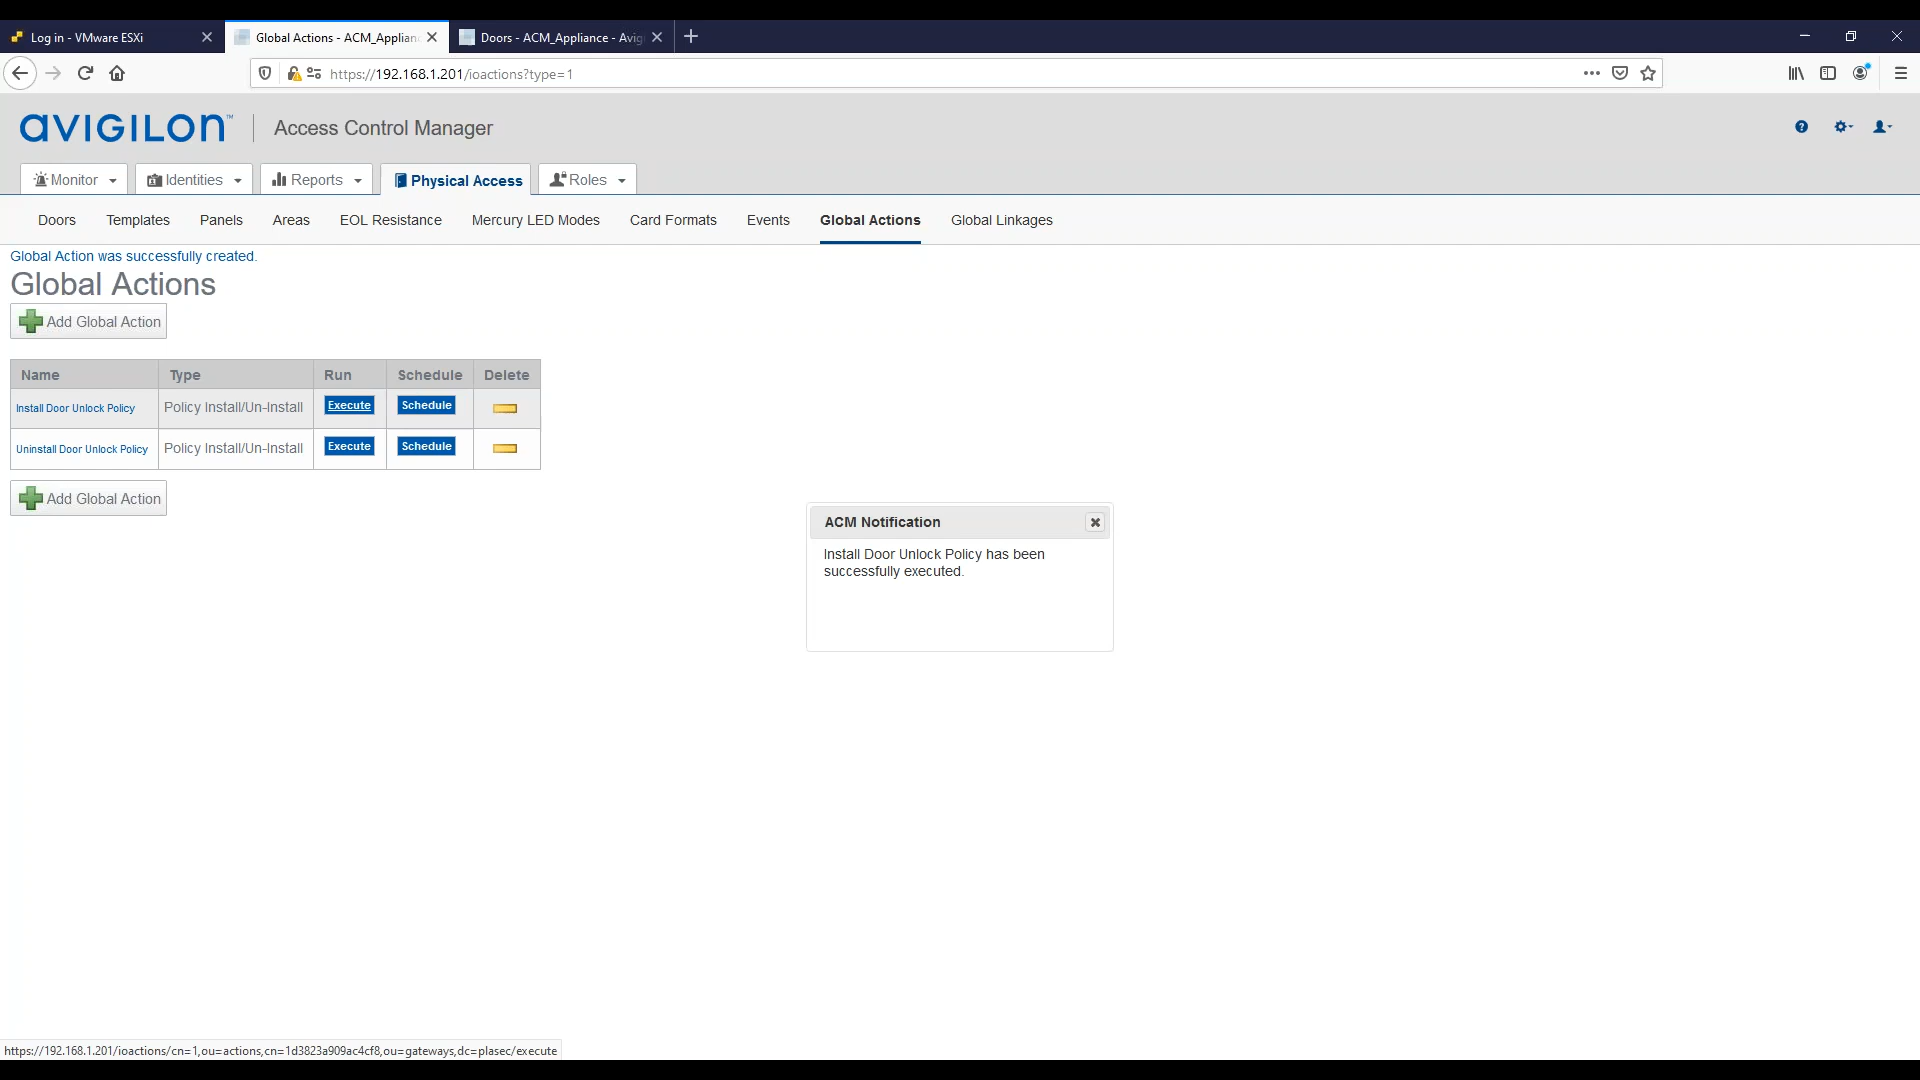 Log in - VMware ESXi
Global Actions - ACM_Applian
Doors - ACM_Appliance - Avig
https://192.168.1.201/ioactions?type=1
AVIGILON™ | Access Control Manager
Monitor
Identities
Reports
Physical Access
Roles
Doors
Templates
Panels
Areas
EOL Resistance
Mercury LED Modes
Card Formats
Events
Global Actions
Global Linkages
Global Action was successfully created.
Global Actions
Add Global Action
Name Type Run Schedule Delete
Install Door Unlock Policy Policy Install/Un-Install Execute Schedule
Uninstall Door Unlock Policy Policy Install/Un-Install Execute Schedule
Add Global Action
ACM Notification
Install Door Unlock Policy has been
successfully executed.
https://192.168.1.201/ioactions/cn=1,ou=actions,cn=1d3823a909ac4cf8,ou=gateways,dc=plasec/execute